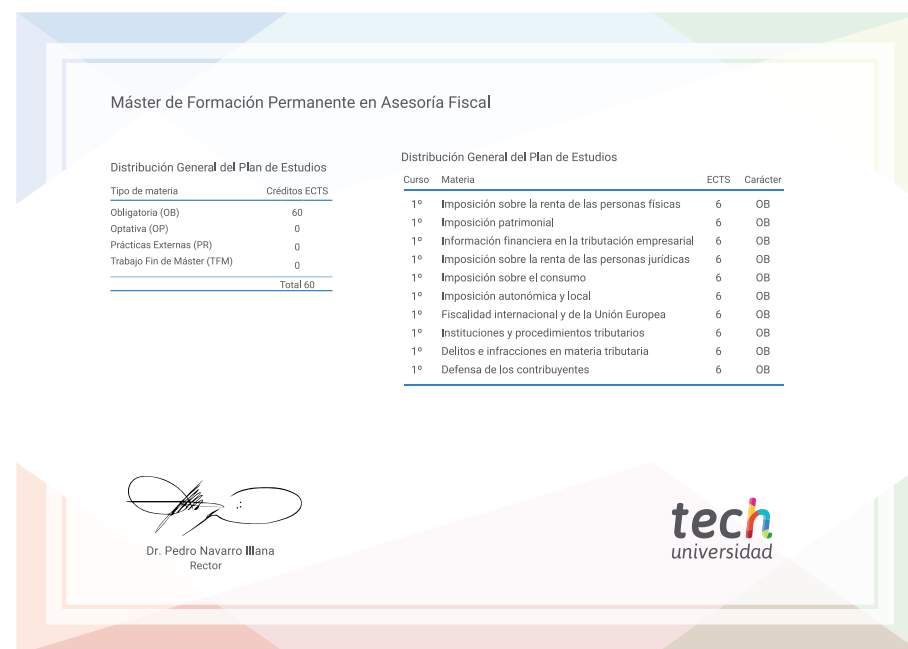 Máster de Formación Permanente en Asesoría Fiscal
Distribución General del Plan de Estudios
Tipo de materia Créditos ECTS
Obligatoria (OB) 60
Optativa (OP) 0
Prácticas Externas (PR) 0
Trabajo Fin de Máster (TFM) 0
Total 60
Distribución General del Plan de Estudios
Curso Materia ECTS Carácter
1º Imposición sobre la renta de las personas físicas 6 OB
1º Imposición patrimonial 6 OB
1º Información financiera en la tributación empresarial 6 OB
1º Imposición sobre la renta de las personas jurídicas 6 OB
1º Imposición sobre el consumo 6 OB
1º Imposición autonómica y local 6 OB
1º Fiscalidad internacional y de la Unión Europea 6 OB
1º Instituciones y procedimientos tributarios 6 OB
1º Delitos e infracciones en materia tributaria 6 OB
1º Defensa de los contribuyentes 6 OB
Dr. Pedro Navarro Illana
Rector
tech
universidad